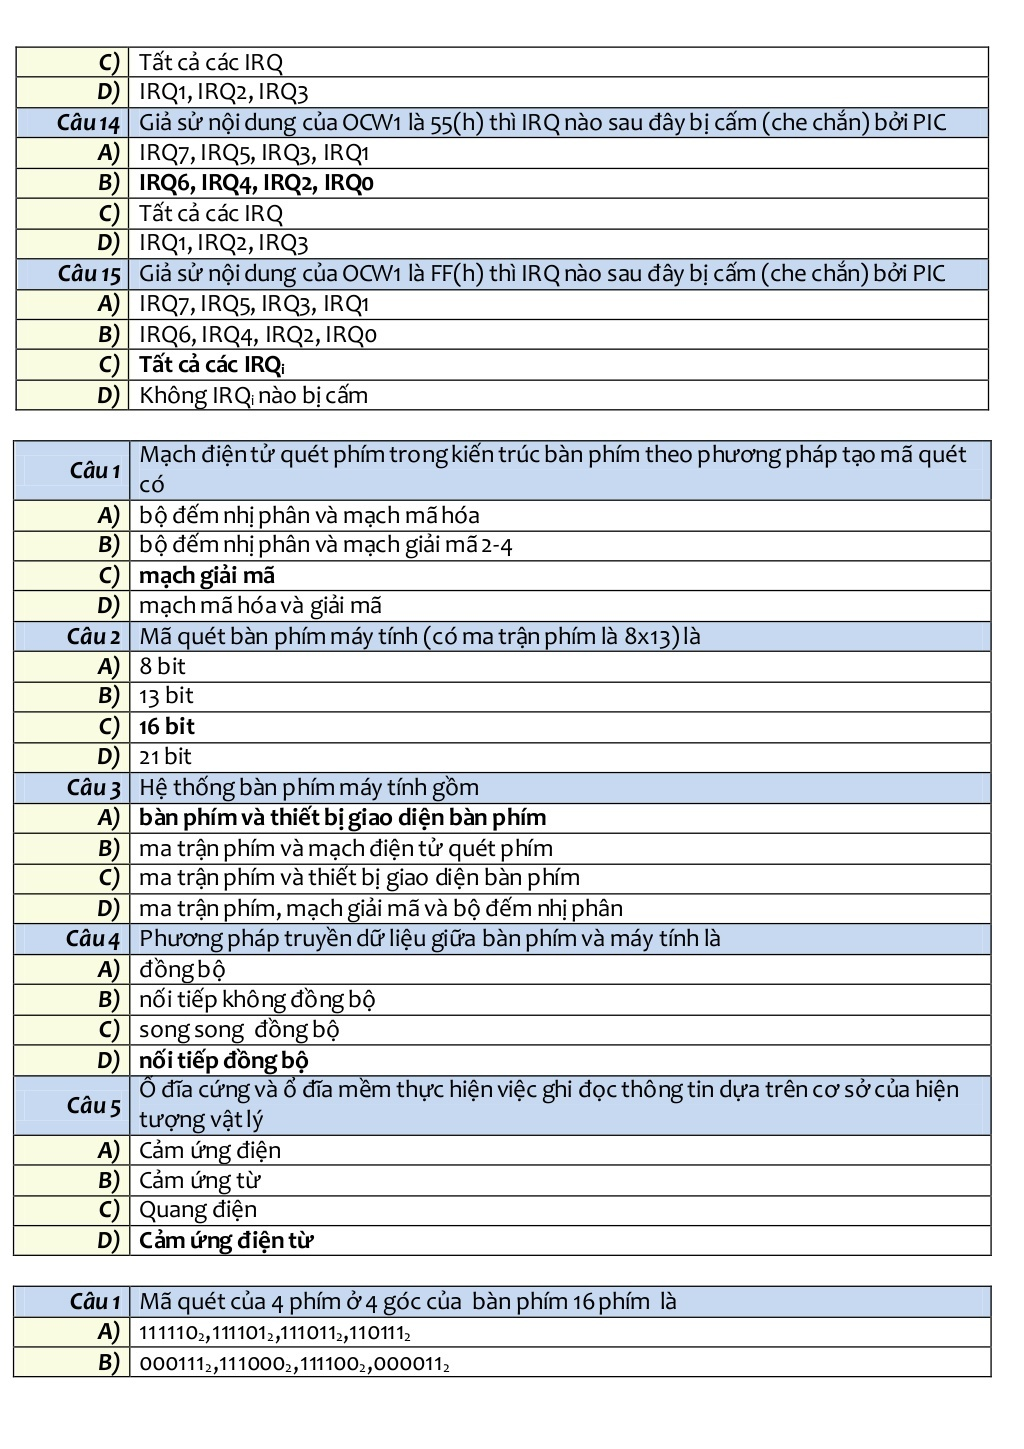 C) Tất cả các IRQ
D) IRQ1, IRQ2, IRQ3
Câu 14 Giả sử nội dung của OCW1 là 55(h) thì IRQ nào sau đây bị cấm (che chắn) bởi PIC
A) IRQ7, IRQ5, IRQ3, IRQ1
B) IRQ6, IRQ4, IRQ2, IRQ0
C) Tất cả các IRQ
D) IRQ1, IRQ2, IRQ3
Câu 15 Giả sử nội dung của OCW1 là FF(h) thì IRQ nào sau đây bị cấm (che chắn) bởi PIC
A) IRQ7, IRQ5, IRQ3, IRQ1
B) IRQ6, IRQ4, IRQ2, IRQ0
C) Tất cả các IRQᵢ
D) Không IRQᵢ nào bị cấm
Câu 1 Mạch điện tử quét phím trong kiến trúc bàn phím theo phương pháp tạo mã quét
có
A) bộ đếm nhị phân và mạch mã hóa
B) bộ đếm nhị phân và mạch giải mã 2-4
C) mạch giải mã
D) mạch mã hóa và giải mã
Câu 2 Mã quét bàn phím máy tính (có ma trận phím là 8x13) là
A) 8 bit
B) 13 bit
C) 16 bit
D) 21 bit
Câu 3 Hệ thống bàn phím máy tính gồm
A) bàn phím và thiết bị giao diện bàn phím
B) ma trận phím và mạch điện tử quét phím
C) ma trận phím và thiết bị giao diện bàn phím
D) ma trận phím, mạch giải mã và bộ đếm nhị phân
Câu 4 Phương pháp truyền dữ liệu giữa bàn phím và máy tính là
A) đồng bộ
B) nối tiếp không đồng bộ
C) song song đồng bộ
D) nối tiếp đồng bộ
Câu 5 Ổ đĩa cứng và ổ đĩa mềm thực hiện việc ghi đọc thông tin dựa trên cơ sở của hiện
tượng vật lý
A) Cảm ứng điện
B) Cảm ứng từ
C) Quang điện
D) Cảm ứng điện từ
Câu 1 Mã quét của 4 phím ở 4 góc của bàn phím 16 phím là
A) 111110₂,111101₂,111011₂,110111₂
B) 000111₂,111000₂,111100₂,000011₂